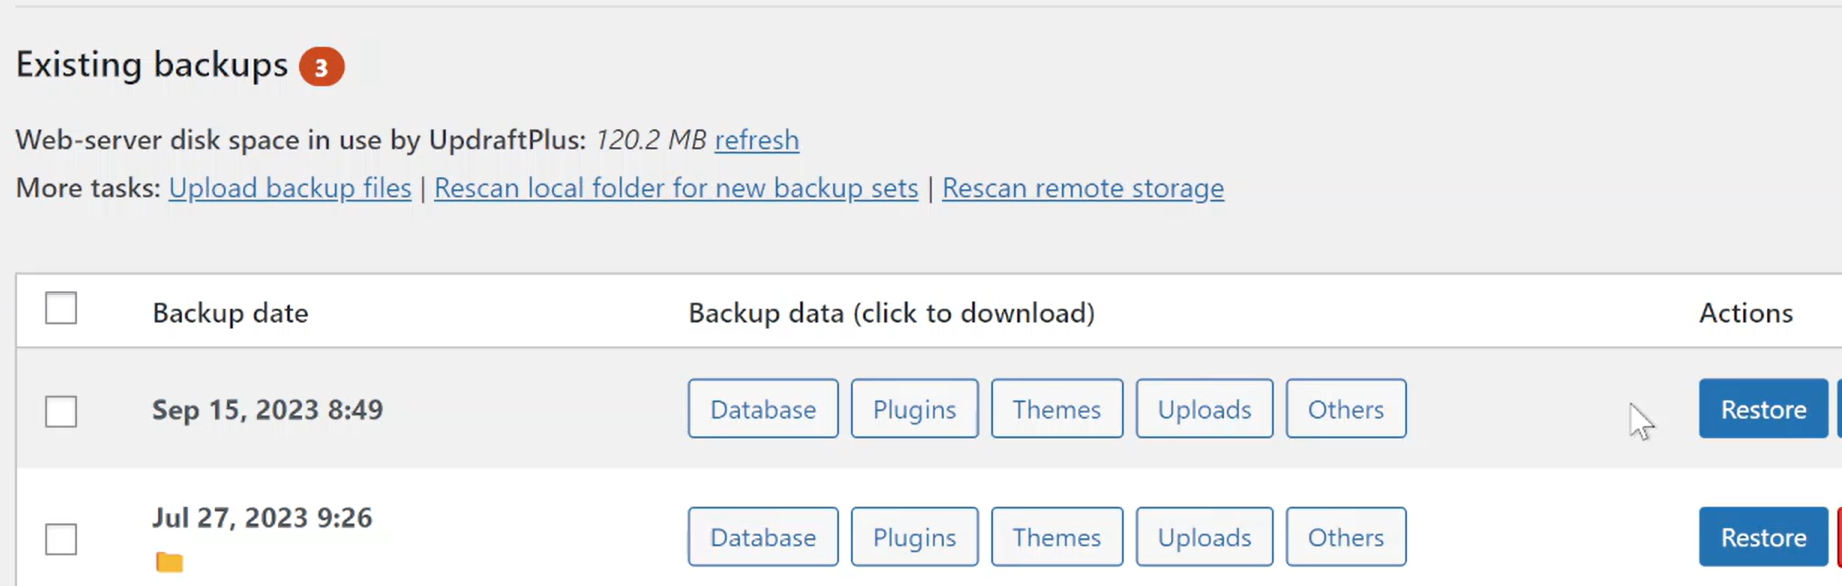 Existing backups 3
Web-server disk space in use by UpdraftPlus: 120.2 MB refresh
More tasks: Upload backup files | Rescan local folder for new backup sets | Rescan remote storage
Backup date Backup data (click to download) Actions
Sep 15, 2023 8:49 Database Plugins Themes Uploads Others Restore
Jul 27, 2023 9:26 Database Plugins Themes Uploads Others Restore